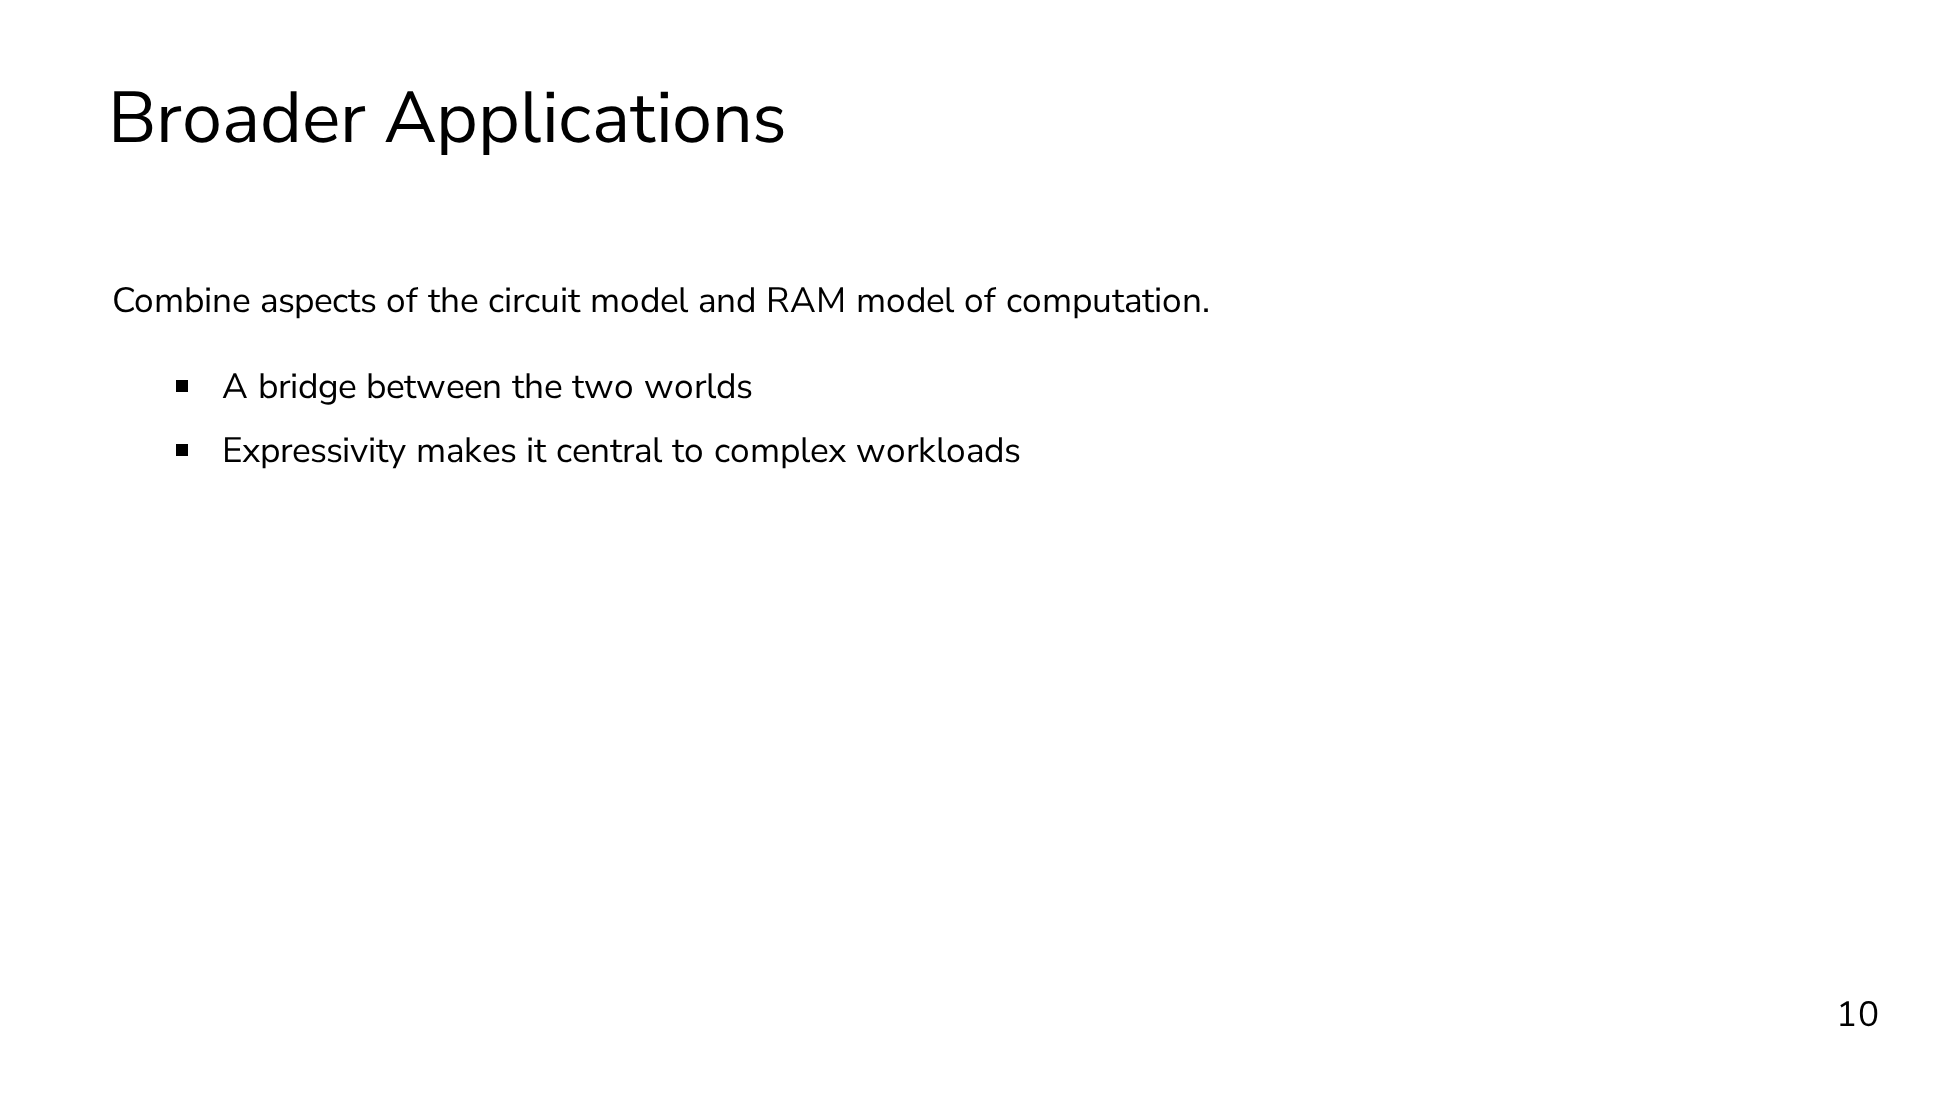 Broader Applications
Combine aspects of the circuit model and RAM model of computation.
▪ A bridge between the two worlds
▪ Expressivity makes it central to complex workloads
10